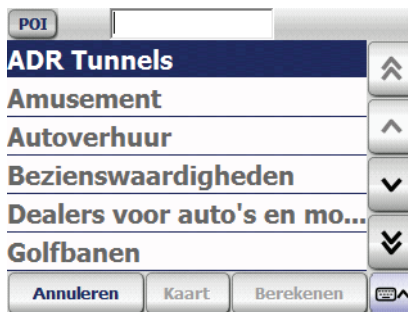 POI
ADR Tunnels
Amusement
Autoverhuur
Bezienswaardigheden
Dealers voor auto's en mo...
Golfbanen
Annuleren Kaart Berekenen